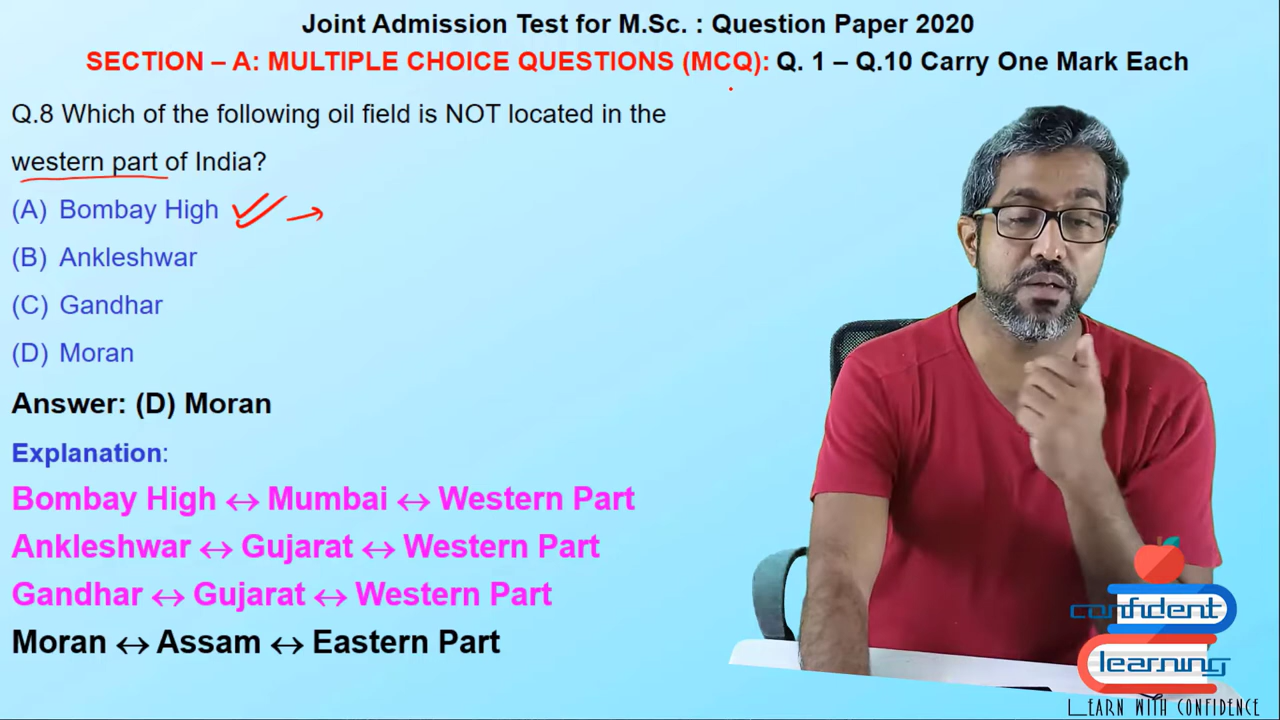 Joint Admission Test for M.Sc. : Question Paper 2020
SECTION – A: MULTIPLE CHOICE QUESTIONS (MCQ): Q. 1 – Q.10 Carry One Mark Each
Q.8 Which of the following oil field is NOT located in the
western part of India?
(A) Bombay High
(B) Ankleshwar
(C) Gandhar
(D) Moran
Answer: (D) Moran
Explanation:
Bombay High ↔ Mumbai ↔ Western Part
Ankleshwar ↔ Gujarat ↔ Western Part
Gandhar ↔ Gujarat ↔ Western Part
Moran ↔ Assam ↔ Eastern Part
confident
learning
LEARN WITH CONFIDENCE